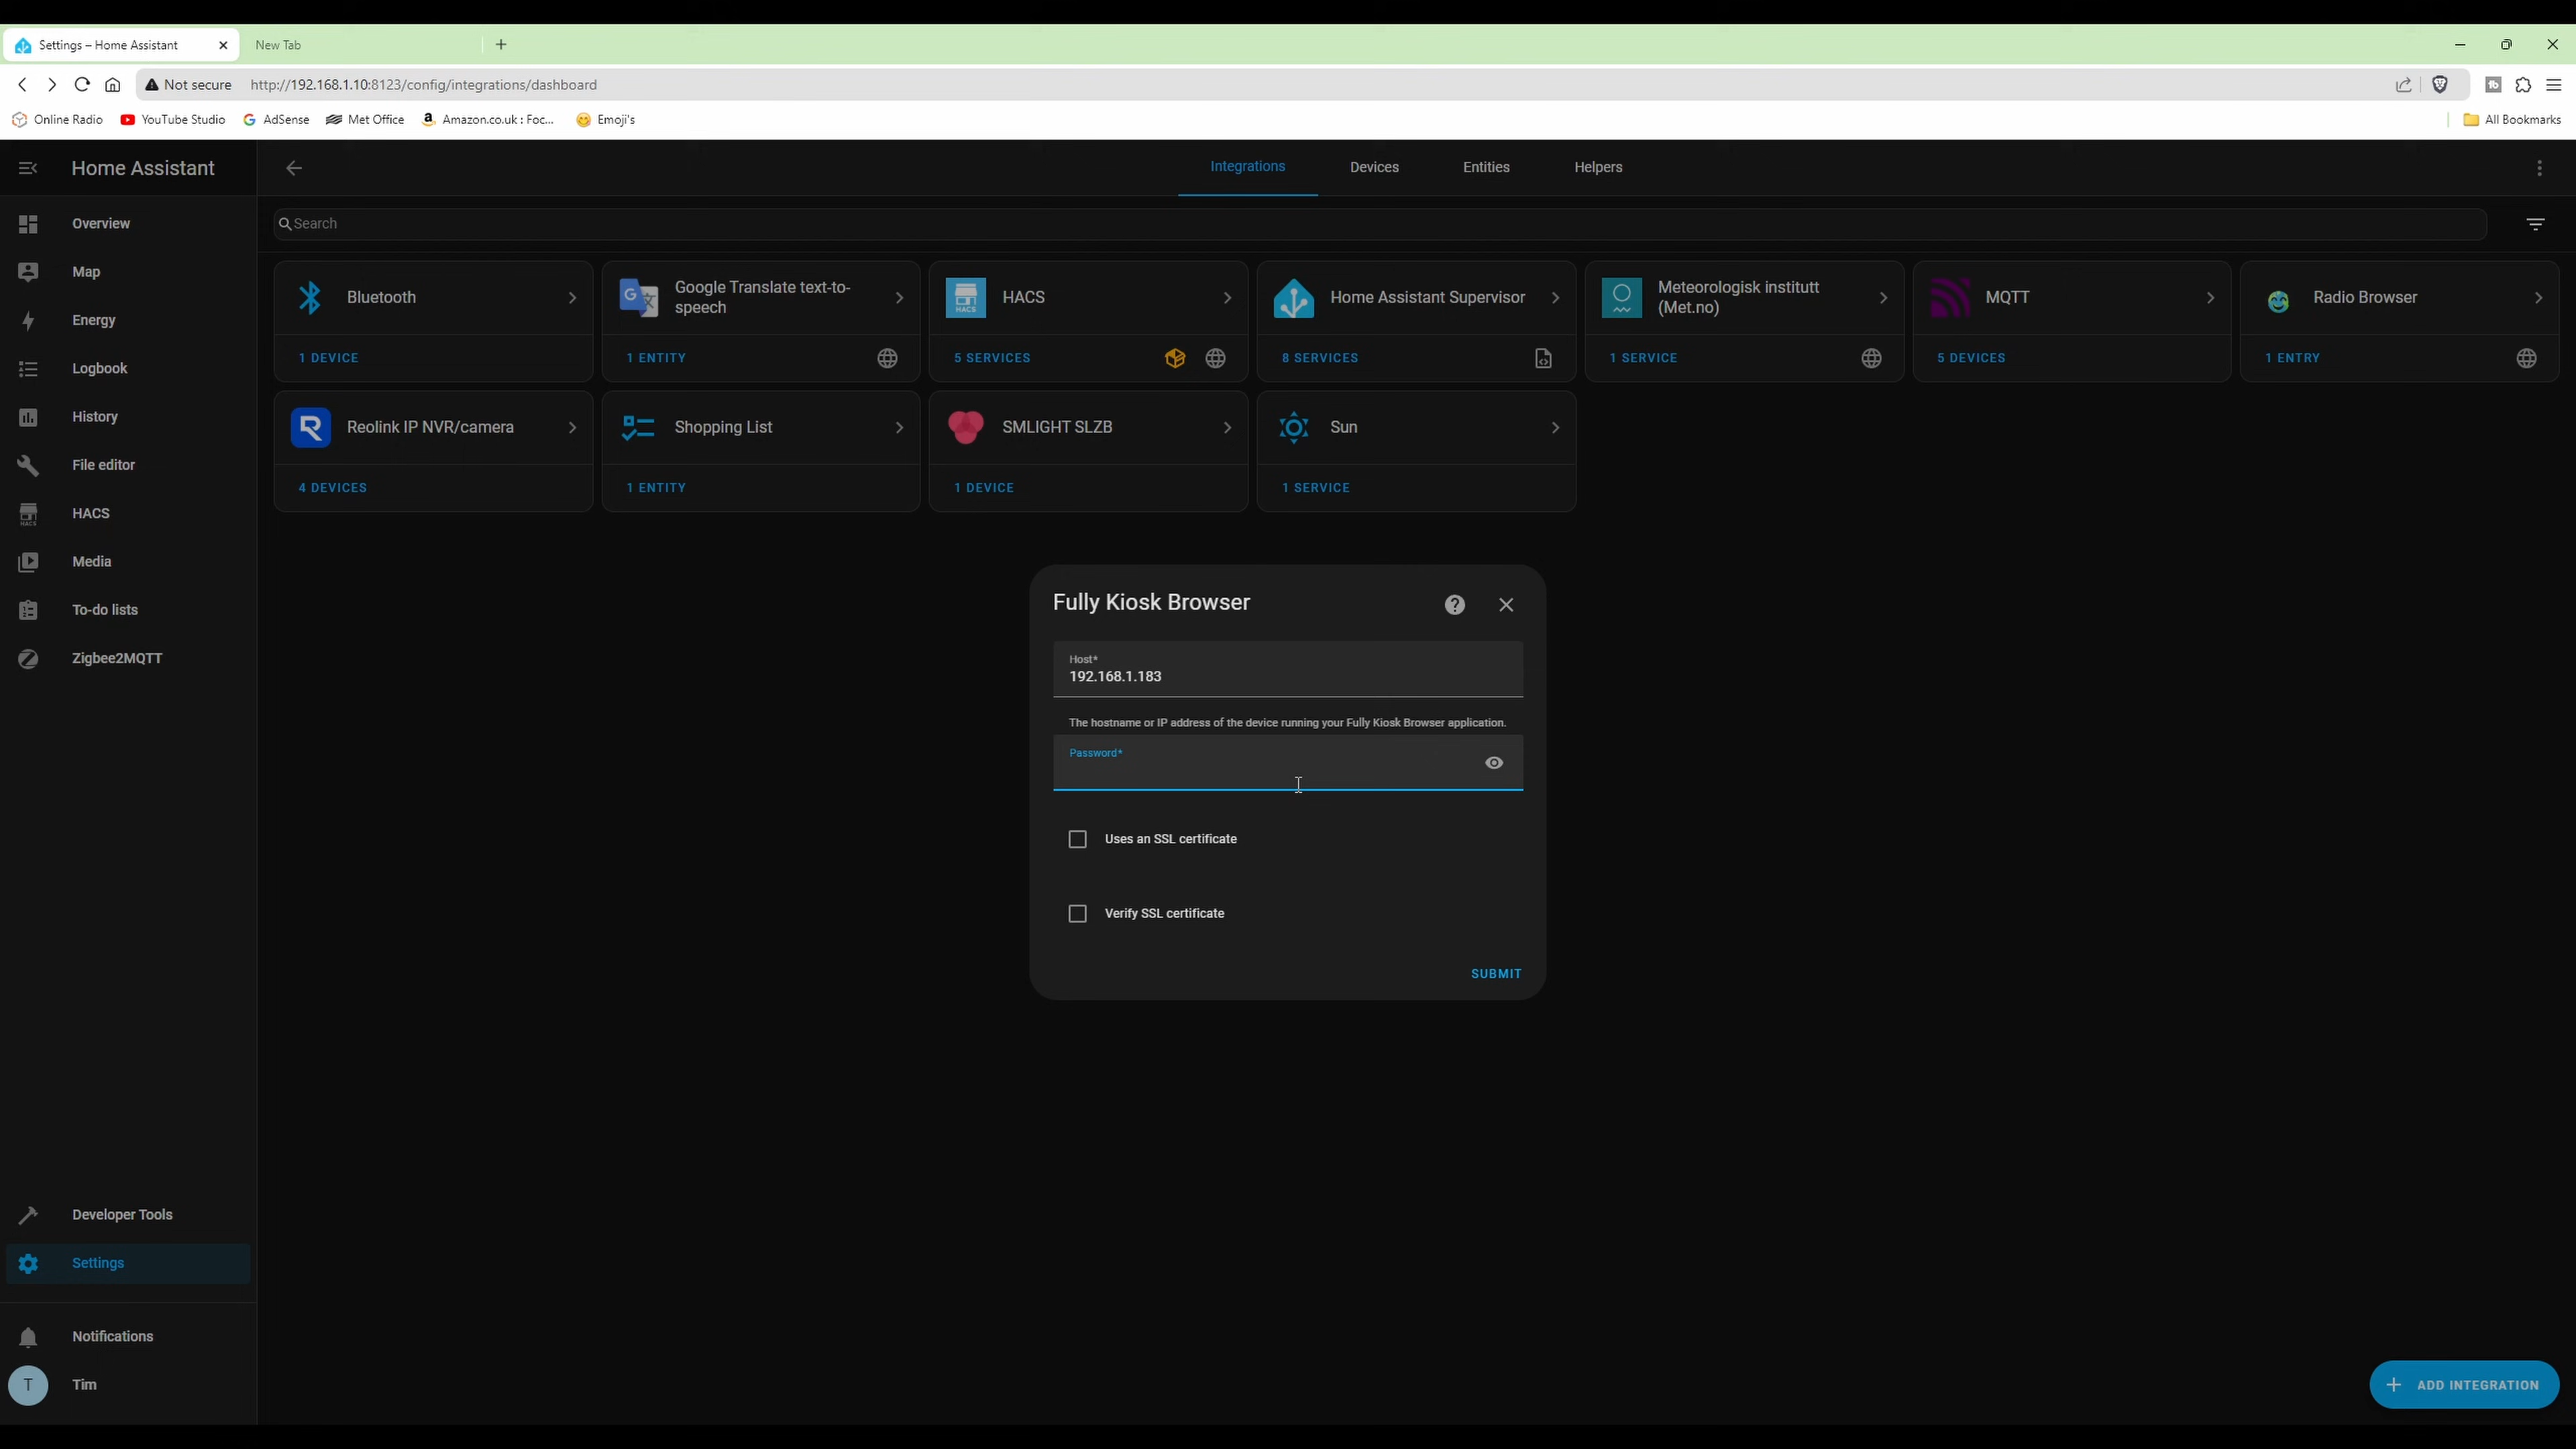 Settings – Home Assistant
New Tab
Not secure
http://192.168.1.10:8123/config/integrations/dashboard
Online Radio
YouTube Studio
AdSense
Met Office
Amazon.co.uk : Foc...
Emoji's
All Bookmarks
Home Assistant
Integrations
Devices
Entities
Helpers
Overview
Map
Energy
Logbook
History
File editor
HACS
Media
To-do lists
Zigbee2MQTT
Developer Tools
Settings
Notifications
T
Tim
Search
Bluetooth
1 DEVICE
Google Translate text-to-
speech
1 ENTITY
HACS
HACS
5 SERVICES
Home Assistant Supervisor
8 SERVICES
Meteorologisk institutt
(Met.no)
1 SERVICE
MQTT
5 DEVICES
Radio Browser
1 ENTRY
Reolink IP NVR/camera
4 DEVICES
Shopping List
1 ENTITY
SMLIGHT SLZB
1 DEVICE
Sun
1 SERVICE
Fully Kiosk Browser
Host*
192.168.1.183
The hostname or IP address of the device running your Fully Kiosk Browser application.
Password*
Uses an SSL certificate
Verify SSL certificate
SUBMIT
ADD INTEGRATION